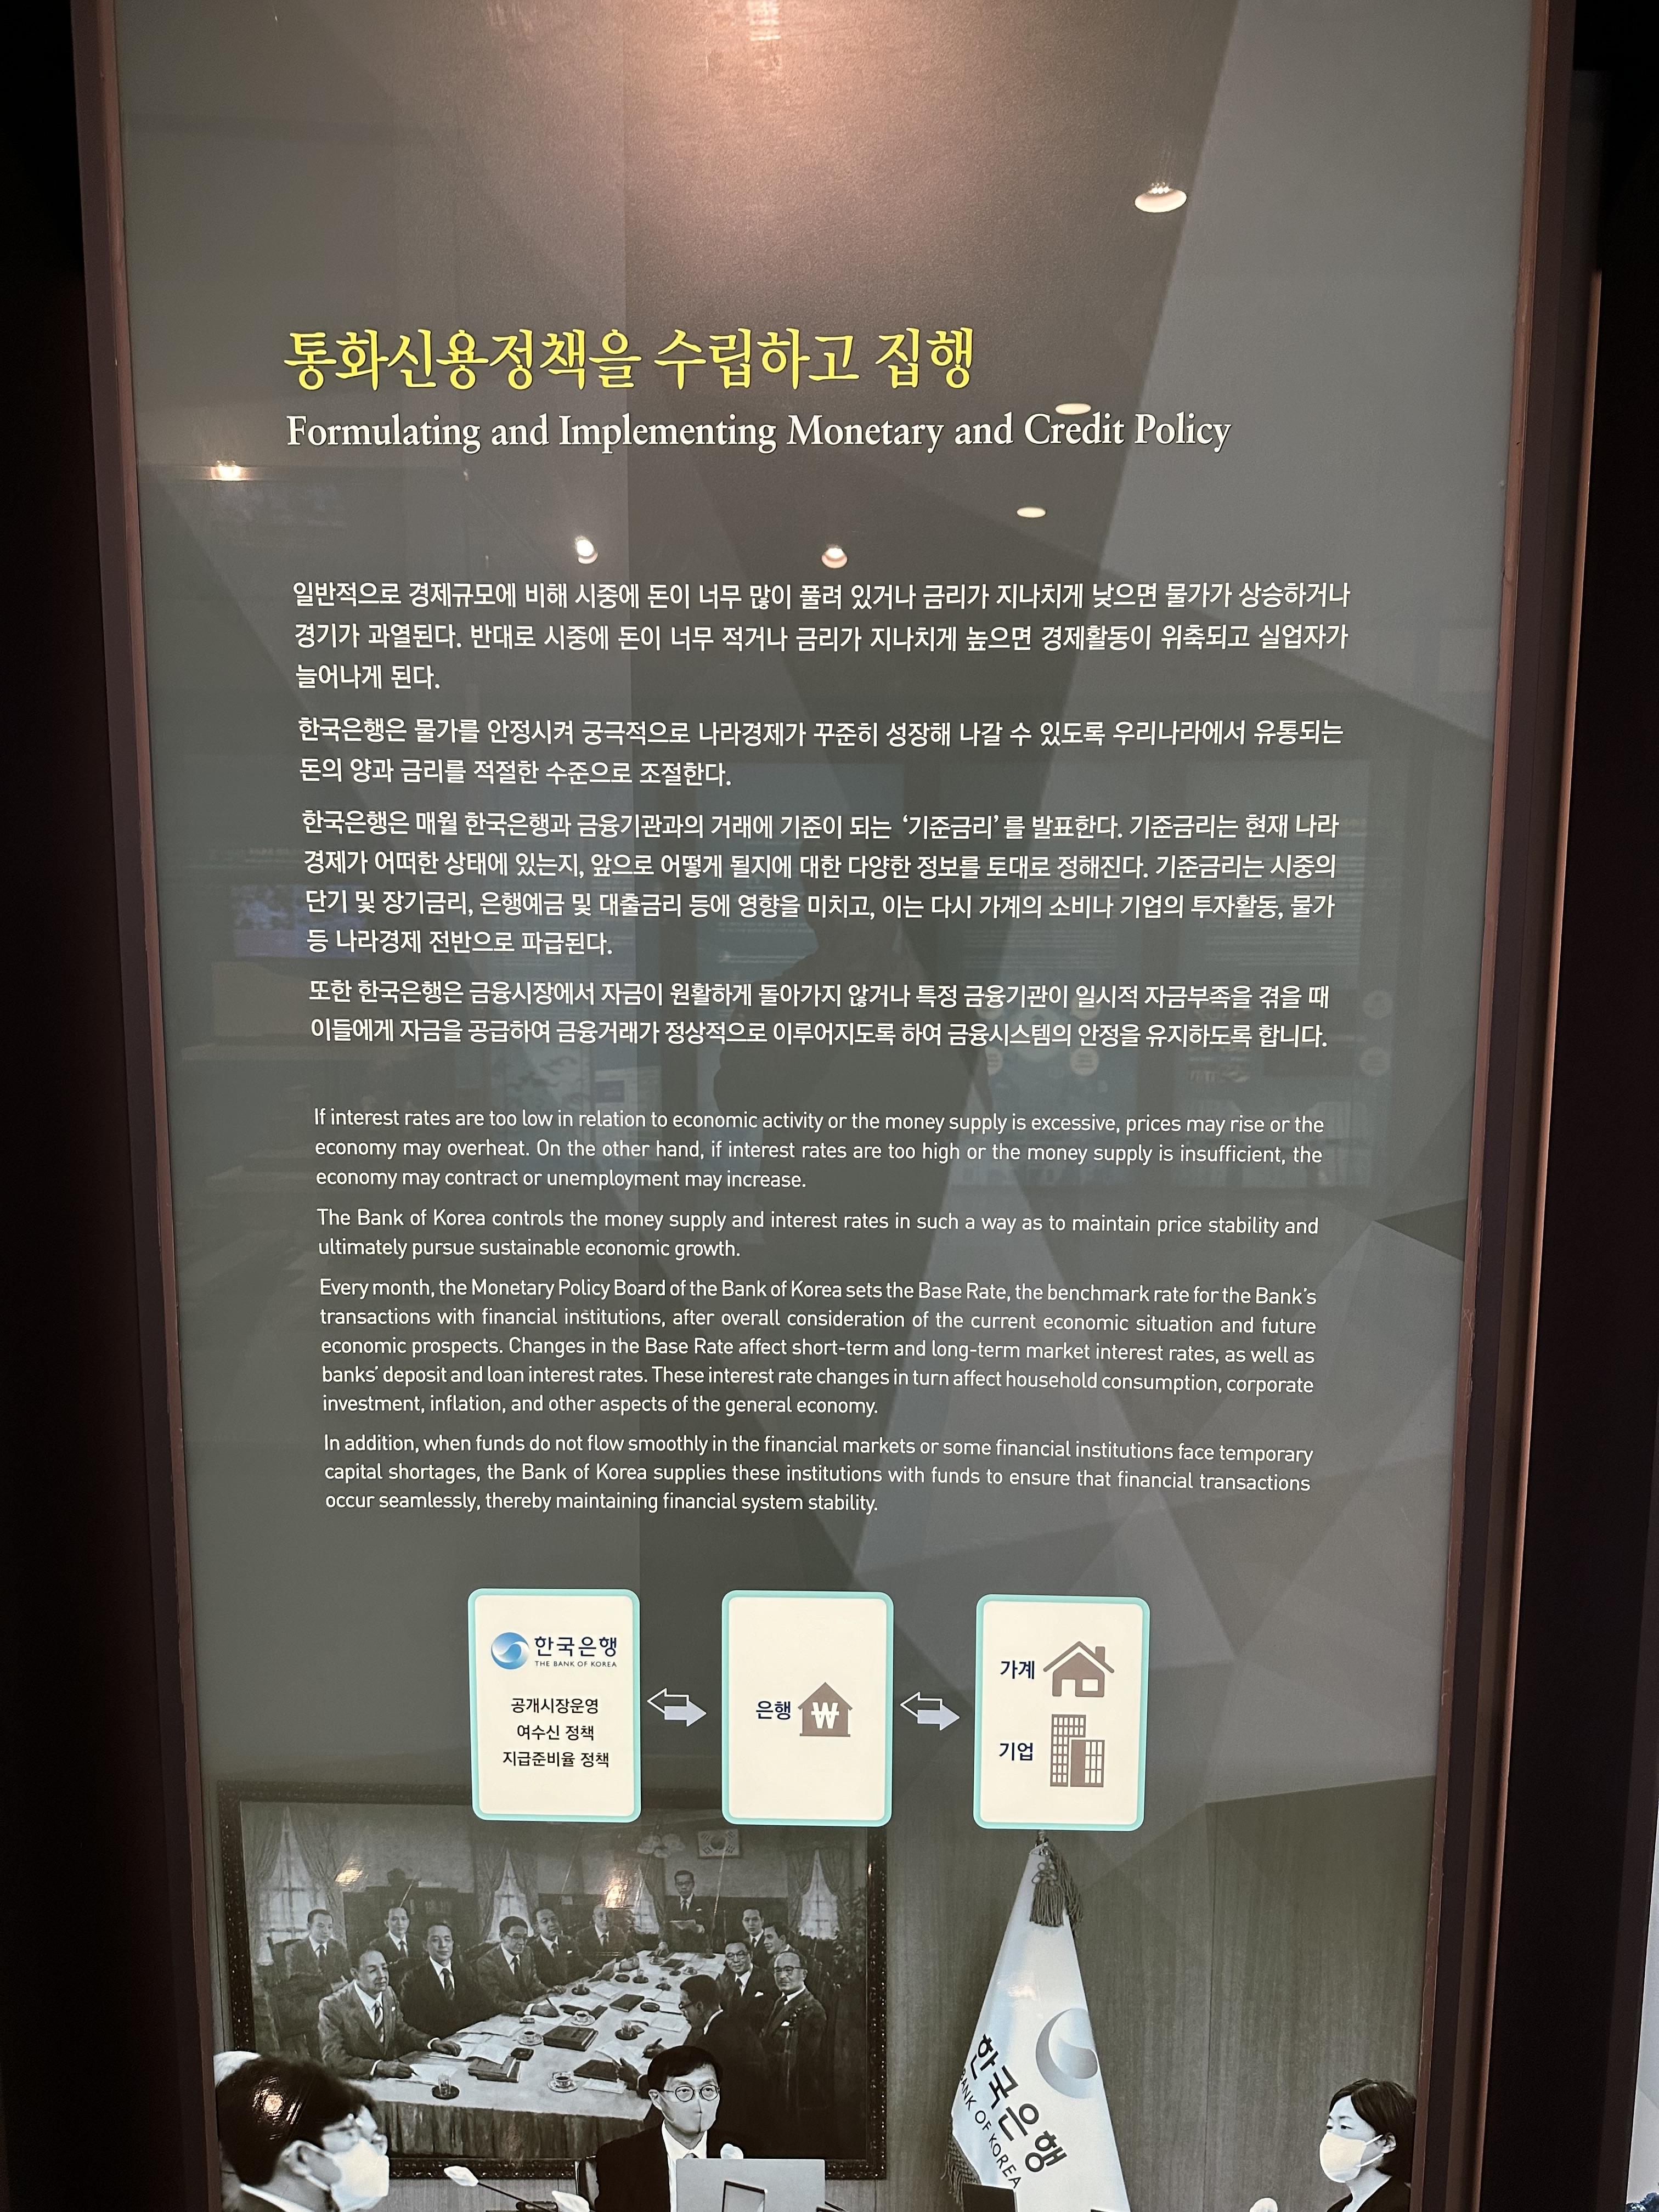 통화신용정책을 수립하고 집행
Formulating and Implementing Monetary and Credit Policy
일반적으로 경제규모에 비해 시중에 돈이 너무 많이 풀려 있거나 금리가 지나치게 낮으면 물가가 상승하거나
경기가 과열된다. 반대로 시중에 돈이 너무 적거나 금리가 지나치게 높으면 경제활동이 위축되고 실업자가
늘어나게 된다.
한국은행은 물가를 안정시켜 궁극적으로 나라경제가 꾸준히 성장해 나갈 수 있도록 우리나라에서 유통되는
돈의 양과 금리를 적절한 수준으로 조절한다.
한국은행은 매월 한국은행과 금융기관과의 거래에 기준이 되는 ‘기준금리’를 발표한다. 기준금리는 현재 나라
경제가 어떠한 상태에 있는지, 앞으로 어떻게 될지에 대한 다양한 정보를 토대로 정해진다. 기준금리는 시중의
단기 및 장기금리, 은행예금 및 대출금리 등에 영향을 미치고, 이는 다시 가계의 소비나 기업의 투자활동, 물가
등 나라경제 전반으로 파급된다.
또한 한국은행은 금융시장에서 자금이 원활하게 돌아가지 않거나 특정 금융기관이 일시적 자금부족을 겪을 때
이들에게 자금을 공급하여 금융거래가 정상적으로 이루어지도록 하여 금융시스템의 안정을 유지하도록 합니다.
If interest rates are too low in relation to economic activity or the money supply is excessive, prices may rise or the
economy may overheat. On the other hand, if interest rates are too high or the money supply is insufficient, the
economy may contract or unemployment may increase.
The Bank of Korea controls the money supply and interest rates in such a way as to maintain price stability and
ultimately pursue sustainable economic growth.
Every month, the Monetary Policy Board of the Bank of Korea sets the Base Rate, the benchmark rate for the Bank’s
transactions with financial institutions, after overall consideration of the current economic situation and future
economic prospects. Changes in the Base Rate affect short-term and long-term market interest rates, as well as
banks’ deposit and loan interest rates. These interest rate changes in turn affect household consumption, corporate
investment, inflation, and other aspects of the general economy.
In addition, when funds do not flow smoothly in the financial markets or some financial institutions face temporary
capital shortages, the Bank of Korea supplies these institutions with funds to ensure that financial transactions
occur seamlessly, thereby maintaining financial system stability.
한국은행
THE BANK OF KOREA
공개시장운영
여수신 정책
지급준비율 정책
은행 ₩
가계
기업
한국은행
BANK OF KOREA